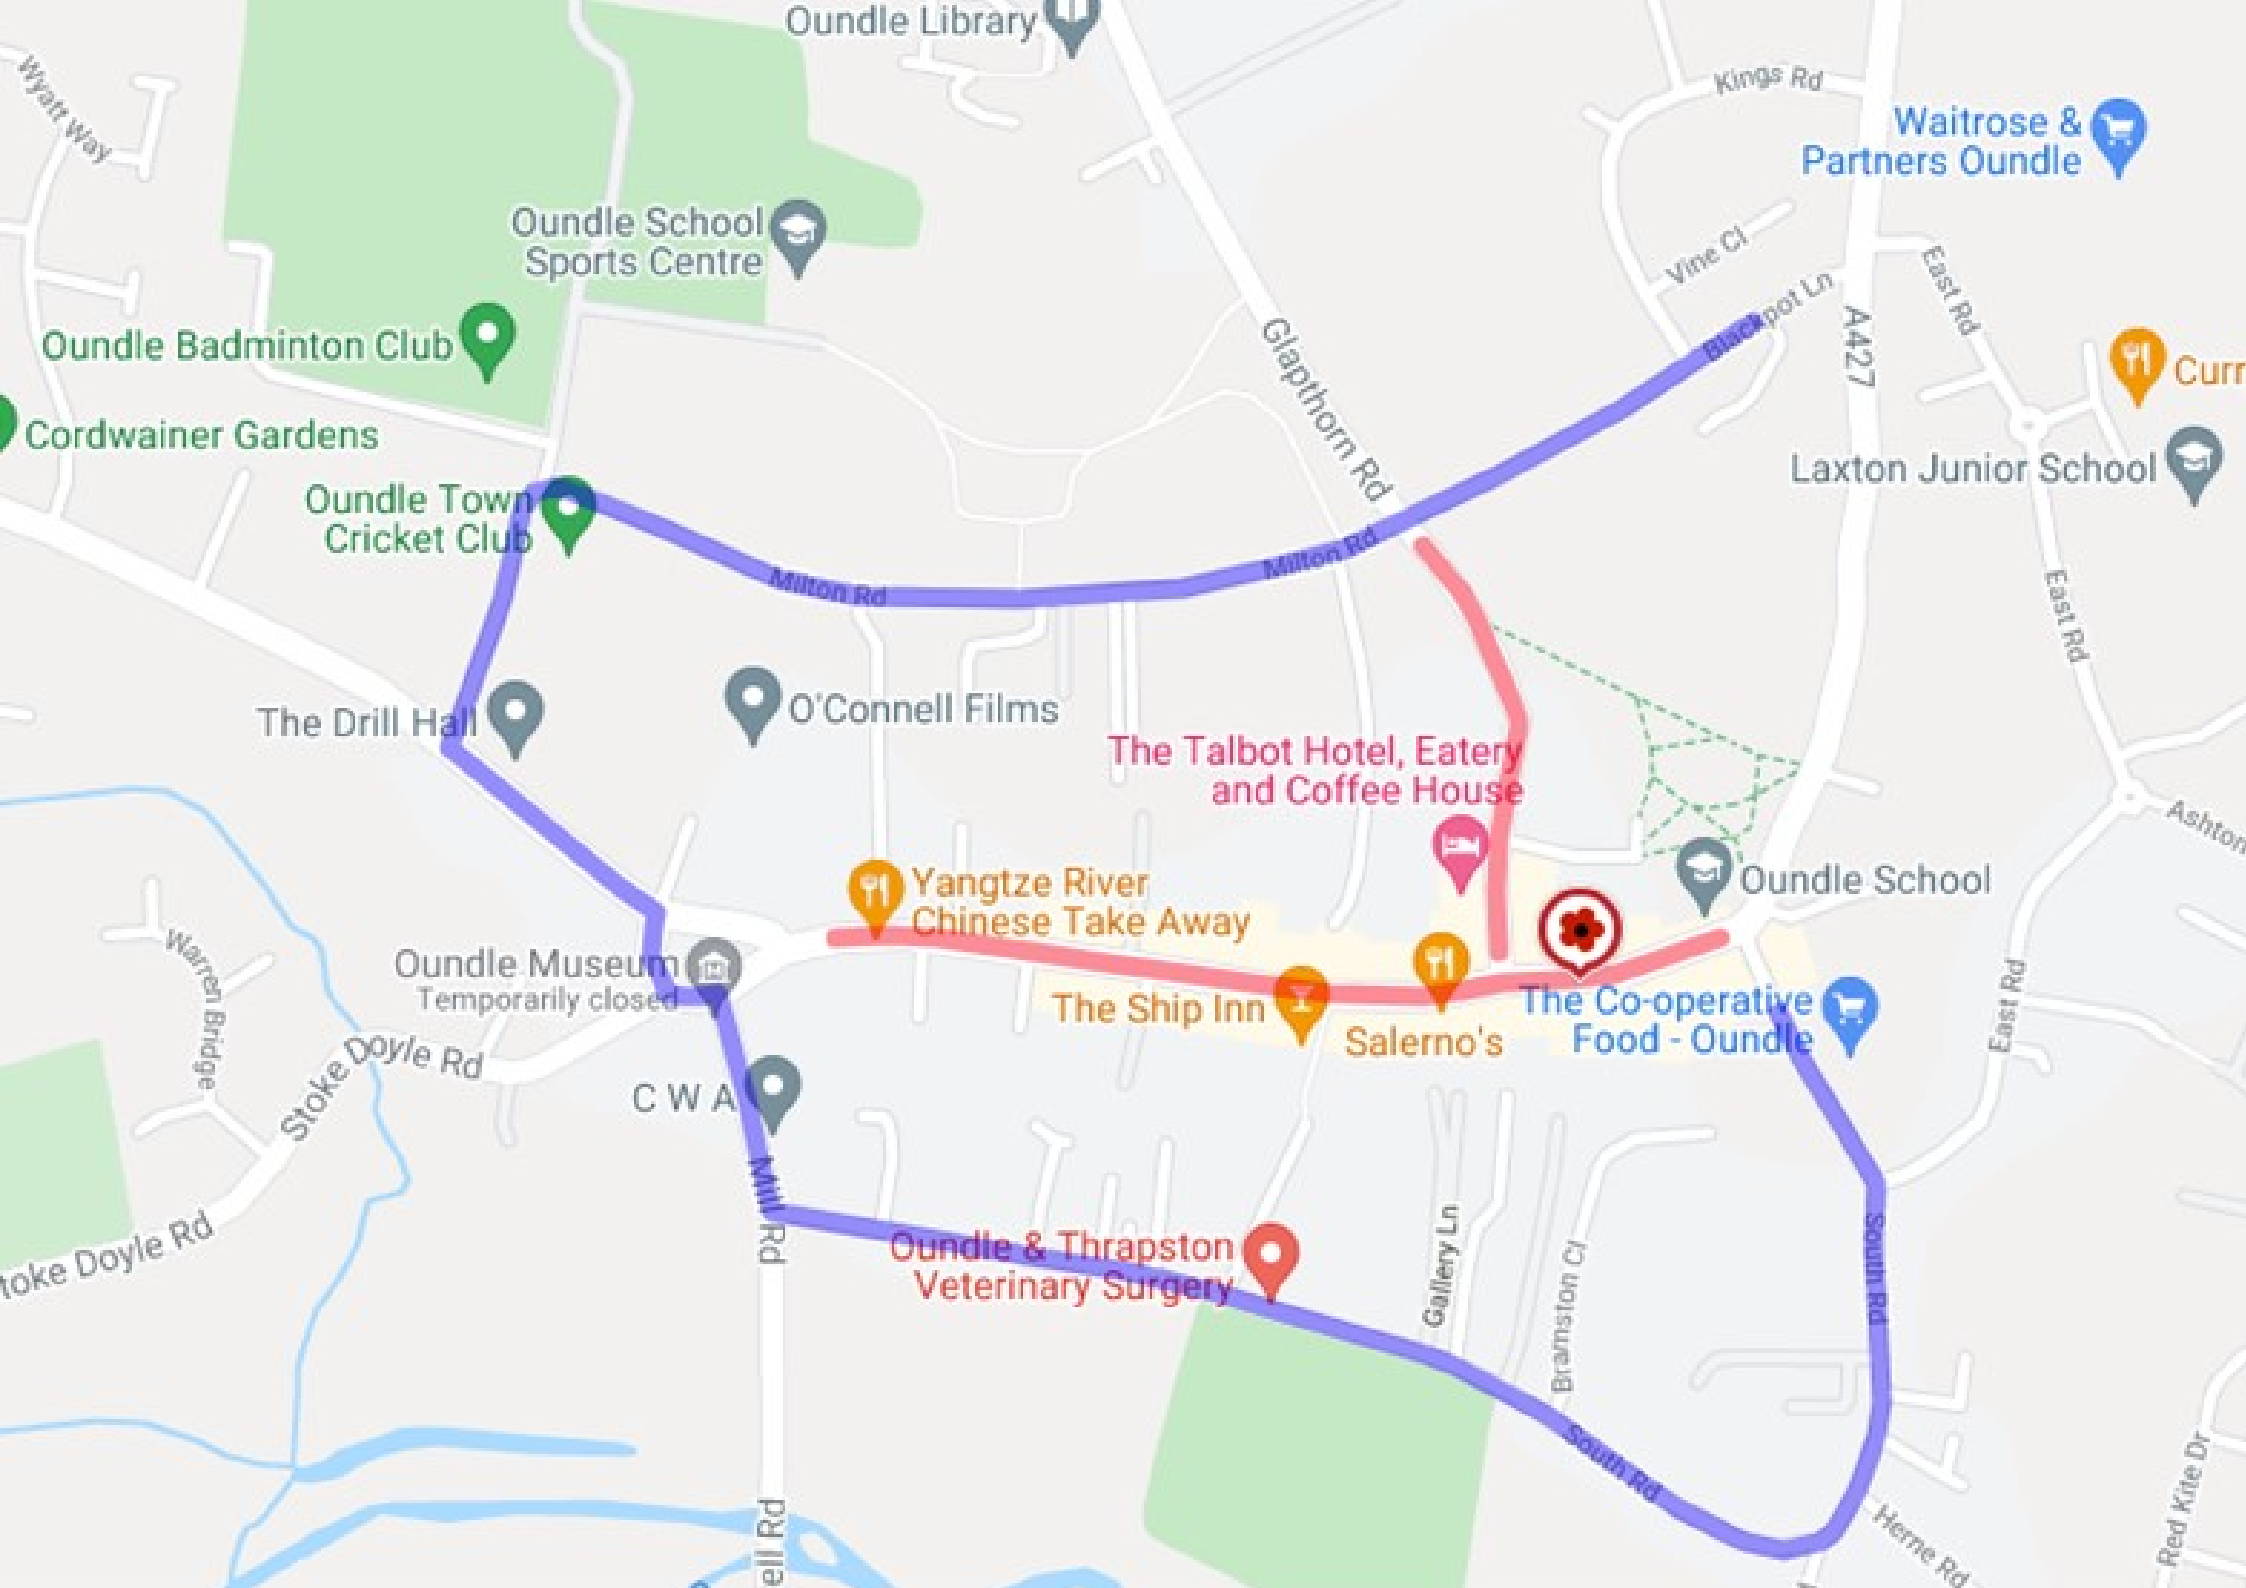 Oundle Library
Wyatt Way
Kings Rd
Waitrose &
Partners Oundle
Oundle School
Sports Centre
Vine Cl
Blackpot Ln
East Rd
A427
Oundle Badminton Club
Glapthorn Rd
Curr
Cordwainer Gardens
Laxton Junior School
Oundle Town
Cricket Club
Milton Rd
Milton Rd
East Rd
The Drill Hall
O'Connell Films
The Talbot Hotel, Eatery
and Coffee House
Ashton
Oundle School
Yangtze River
Chinese Take Away
Warren Bridge
Oundle Museum
Temporarily closed
The Ship Inn
Salerno's
The Co-operative
Food - Oundle
East Rd
Stoke Doyle Rd
C W A
Mill Rd
toke Doyle Rd
Oundle & Thrapston
Veterinary Surgery
Gallery Ln
Bramston Cl
South Rd
South Rd
Herne Rd
Red Kite Dr
ell Rd